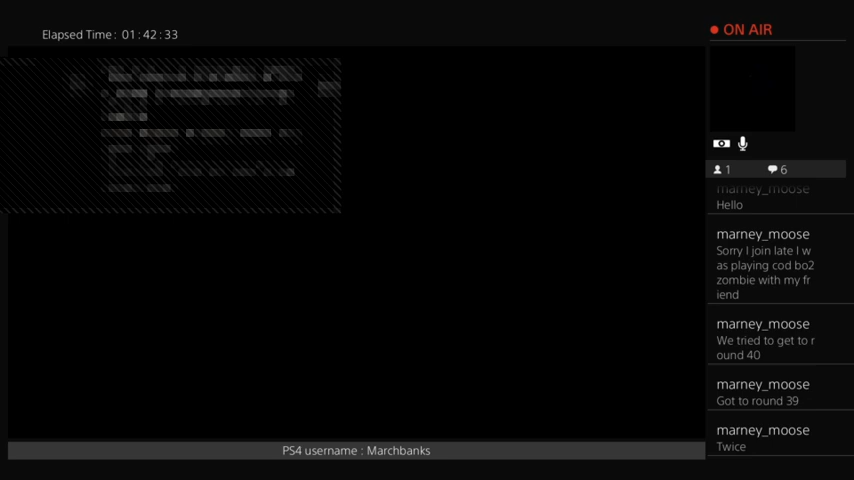 Elapsed Time: 01:42:33
ON AIR
1
6
marney_moose
Hello
marney_moose
Sorry I join late I w
as playing cod bo2
zombie with my fr
iend
marney_moose
We tried to get to r
ound 40
marney_moose
Got to round 39
marney_moose
Twice
PS4 username : Marchbanks